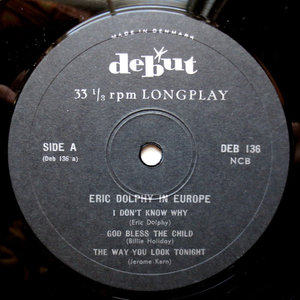 MADE IN DENMARK
debut
33 1/3 rpm LONGPLAY
SIDE A
(Deb 136 a)
DEB 136
NCB
ERIC DOLPHY IN EUROPE
I DON'T KNOW WHY
(Eric Dolphy)
GOD BLESS THE CHILD
(Billie Holiday)
THE WAY YOU LOOK TONIGHT
(Jerome Kern)